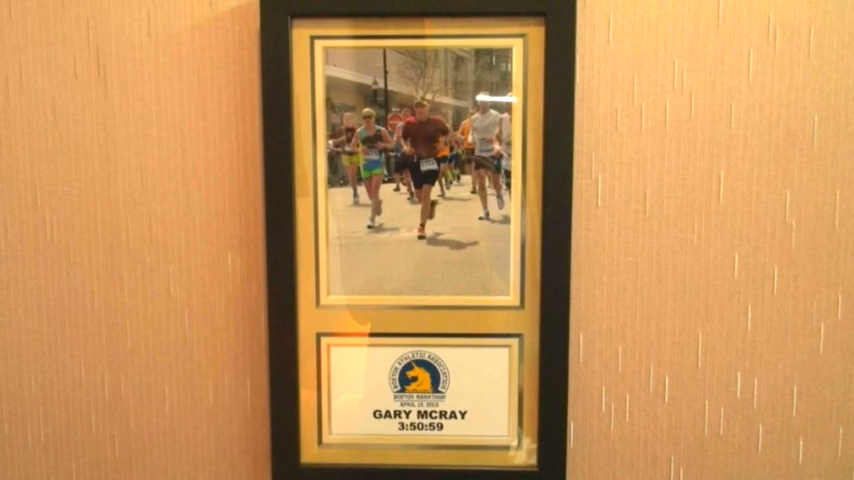 BOSTON ATHLETIC ASSOCIATION
BOSTON MARATHON
APRIL 15, 2013
GARY MCRAY
3:50:59